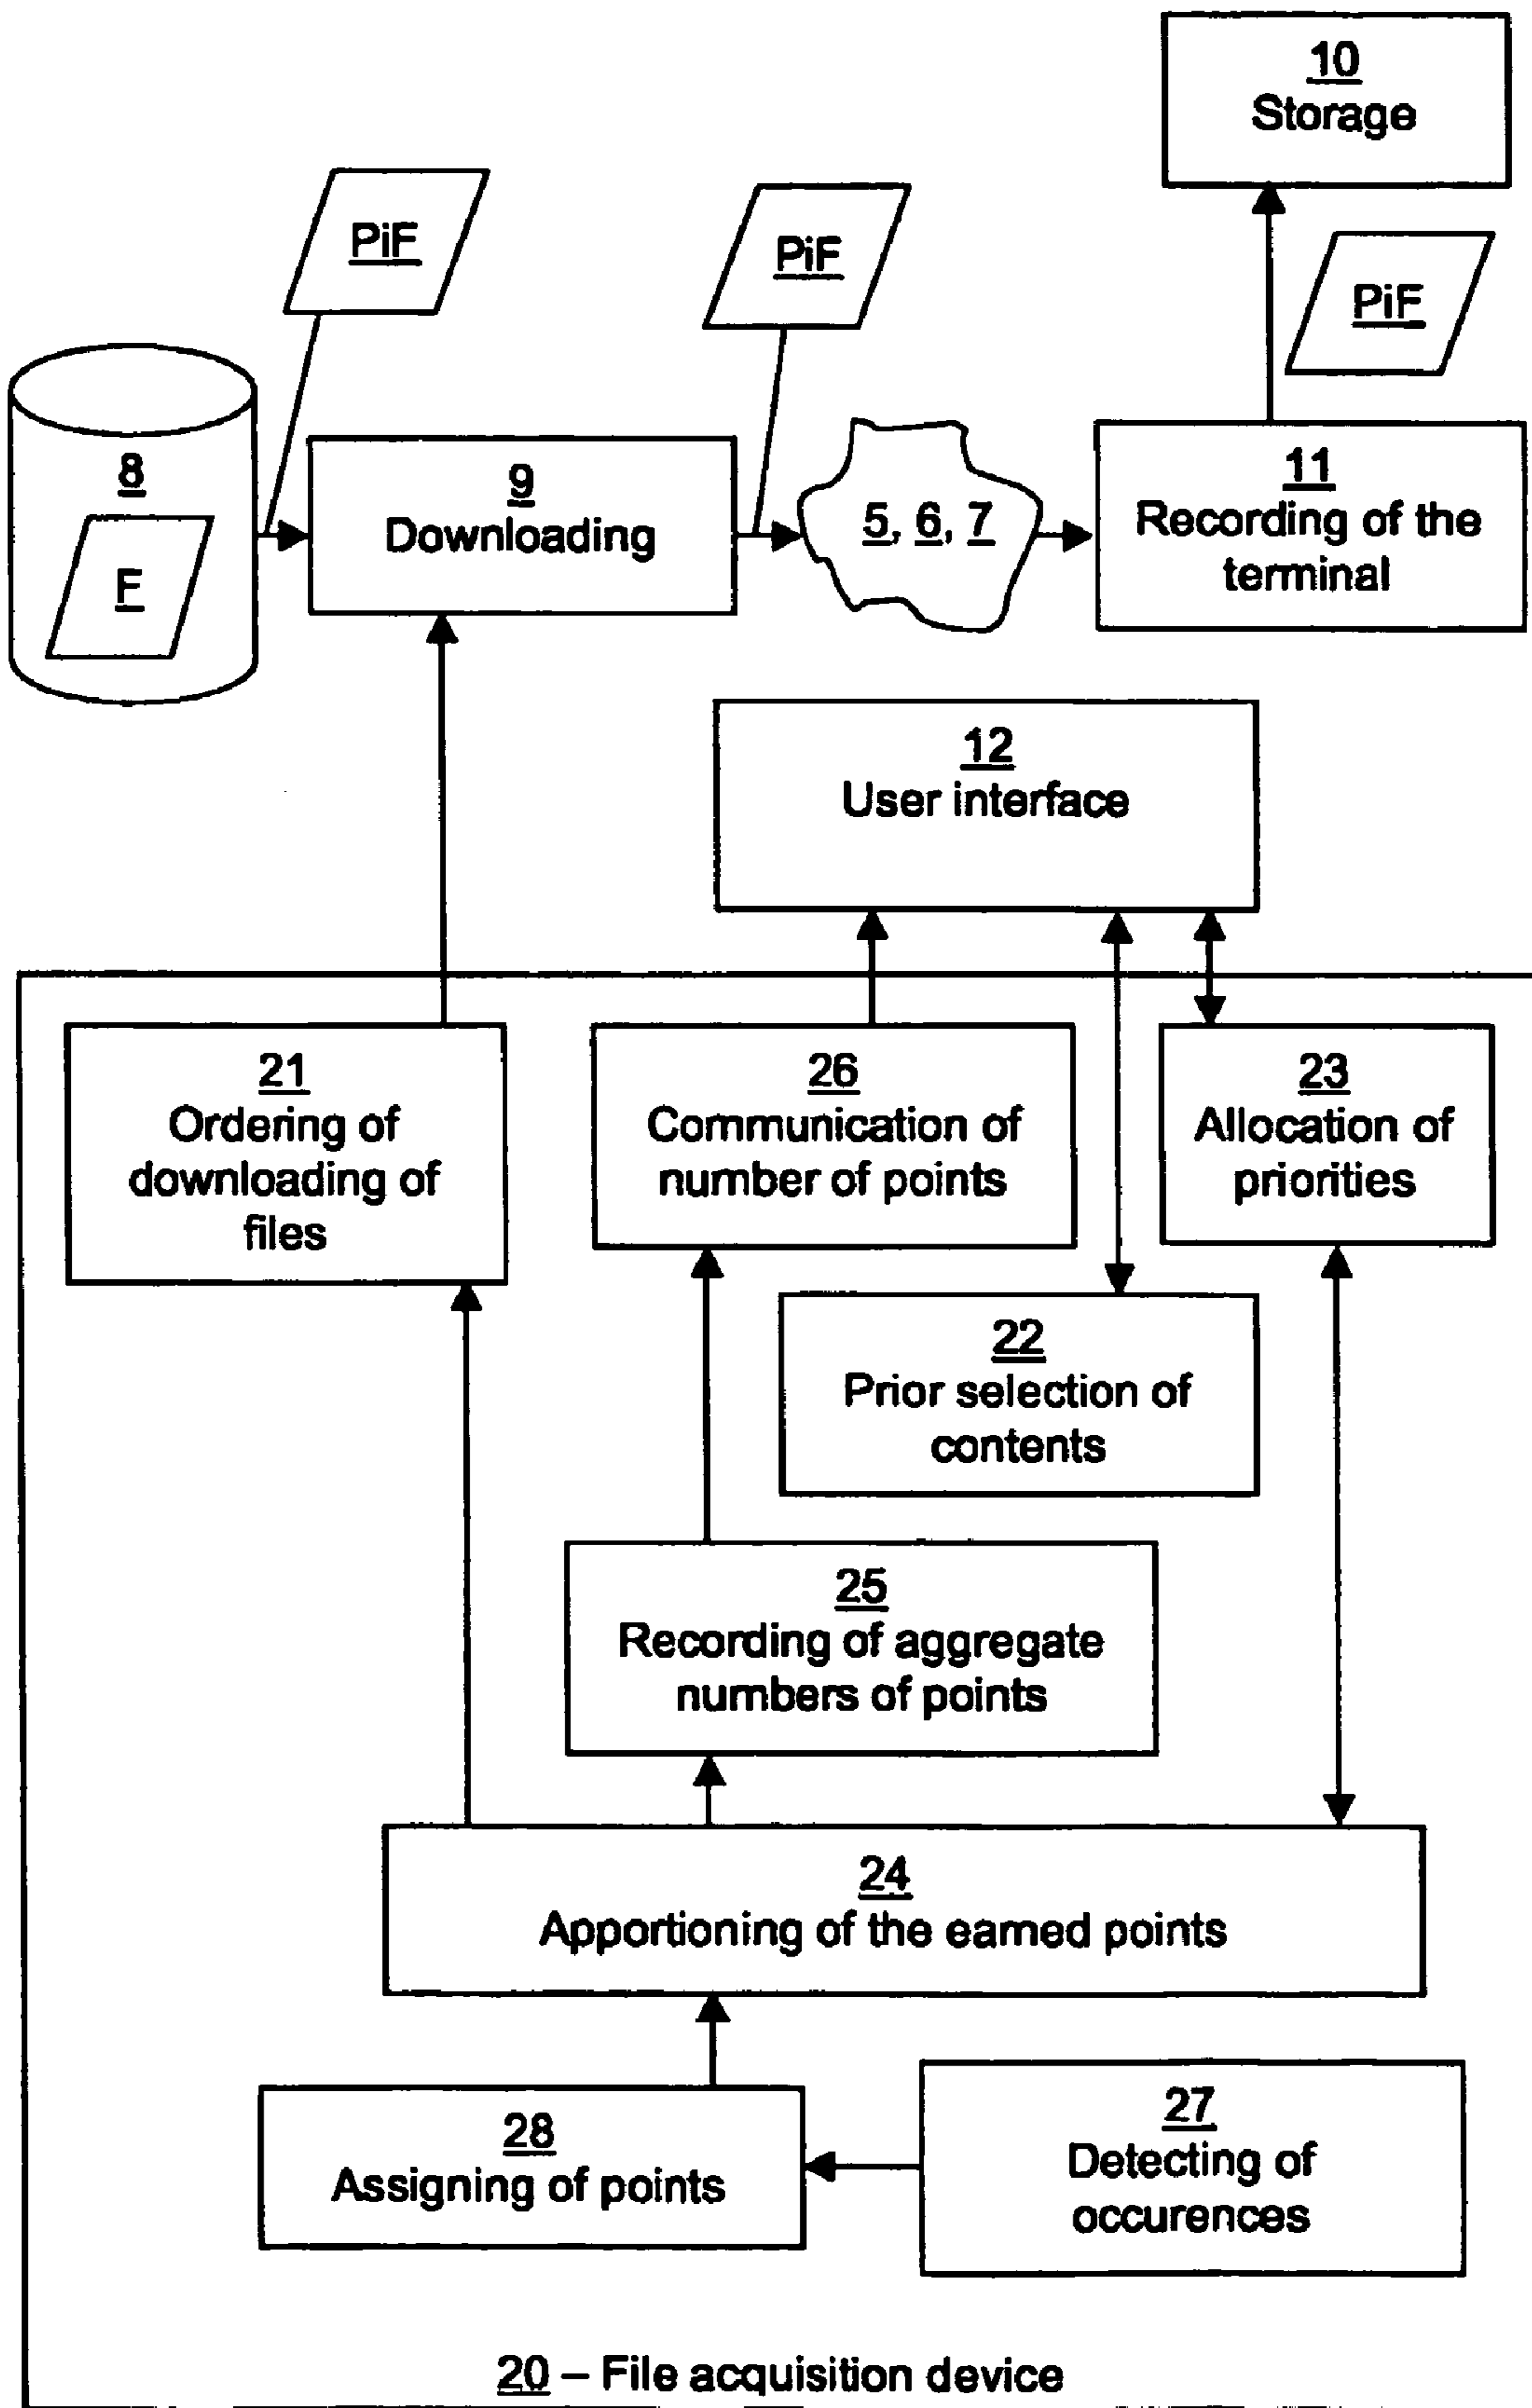 10
Storage
PiF
PiF
PiF
8
F
9
Downloading
5, 6, 7
11
Recording of the
terminal
12
User interface
21
Ordering of
downloading of
files
26
Communication of
number of points
23
Allocation of
priorities
22
Prior selection of
contents
25
Recording of aggregate
numbers of points
24
Apportioning of the earned points
28
Assigning of points
27
Detecting of
occurences
20 – File acquisition device